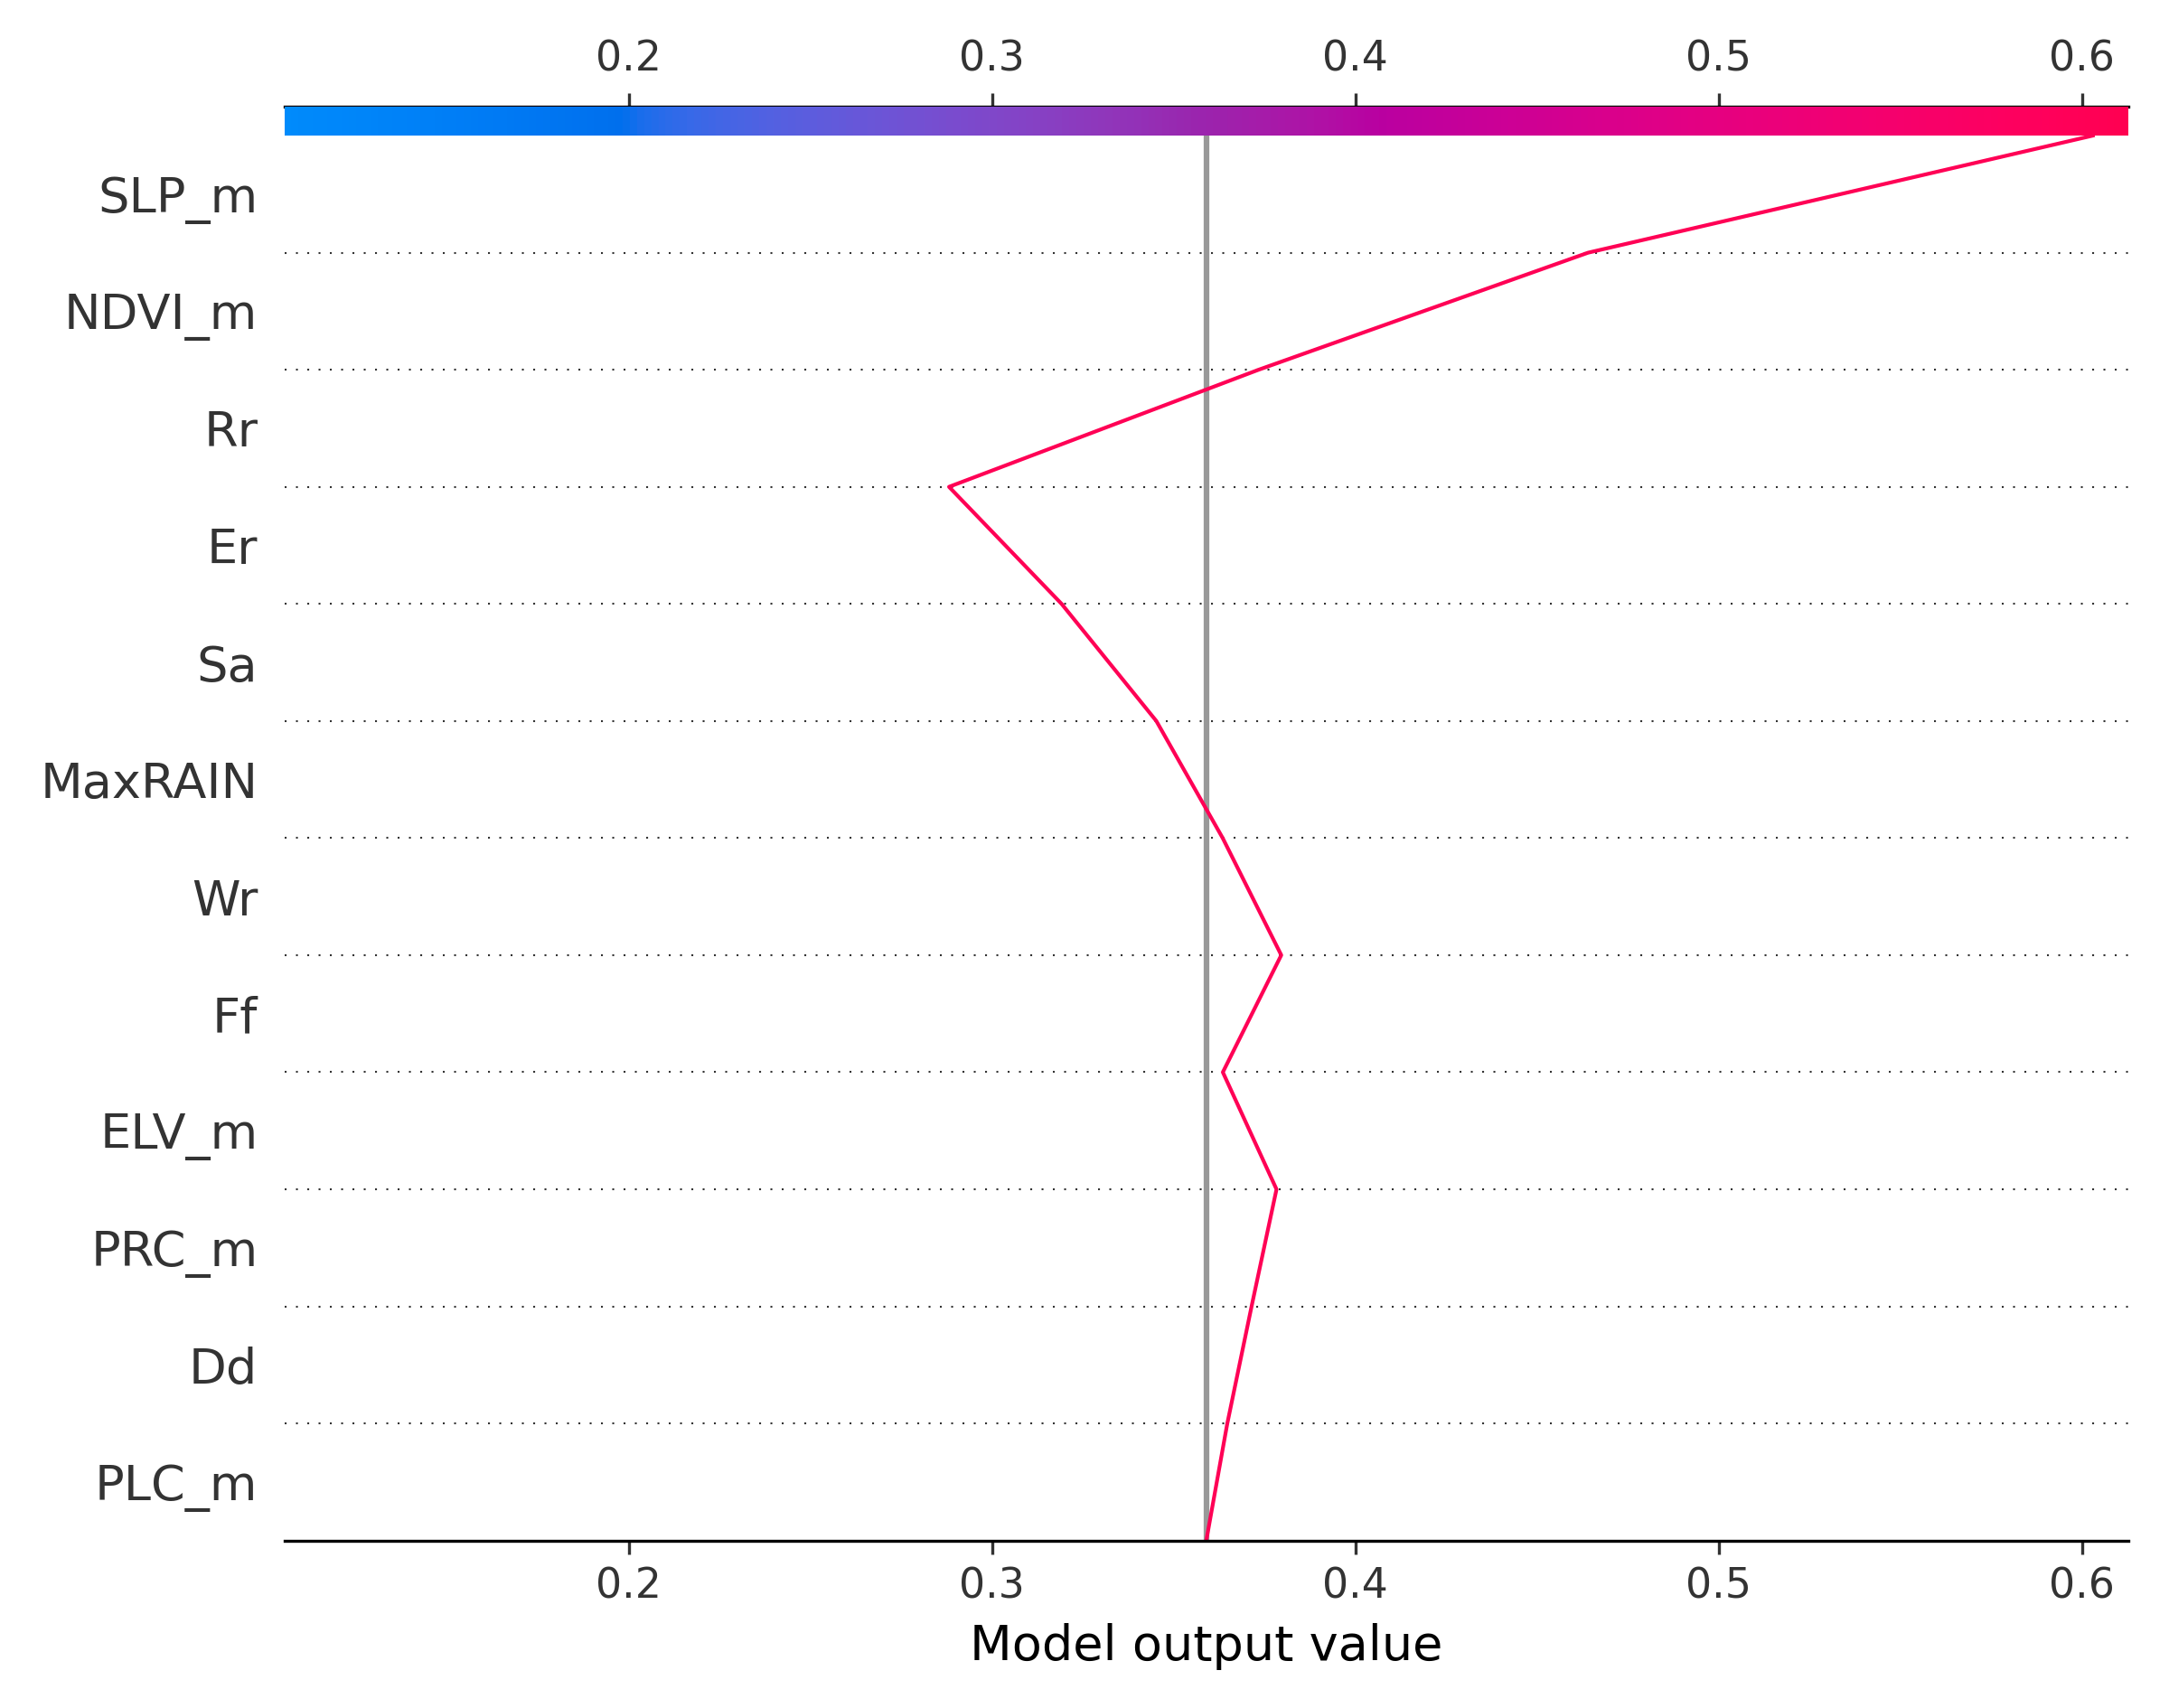 0.2 0.3 0.4 0.5 0.6
SLP_m
NDVI_m
Rr
Er
Sa
MaxRAIN
Wr
Ff
ELV_m
PRC_m
Dd
PLC_m
0.2 0.3 0.4 0.5 0.6
Model output value